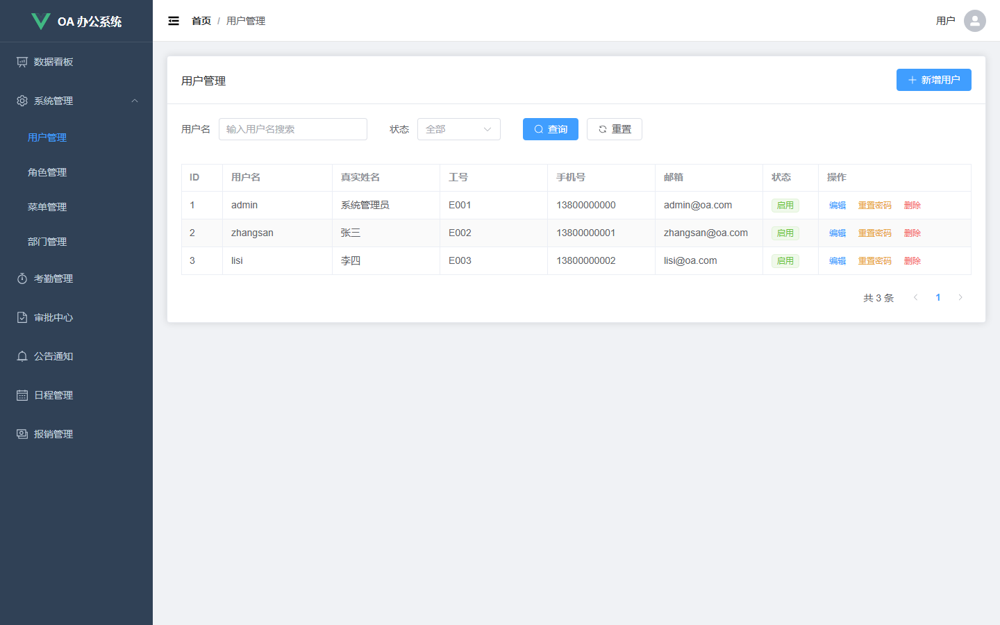 OA 办公系统
首页 / 用户管理
用户
数据看板
系统管理
用户管理
角色管理
菜单管理
部门管理
考勤管理
审批中心
公告通知
日程管理
报销管理
用户管理
新增用户
用户名 输入用户名搜索 状态 全部 查询 重置
ID 用户名 真实姓名 工号 手机号 邮箱 状态 操作
1 admin 系统管理员 E001 13800000000 admin@oa.com 启用 编辑 重置密码 删除
2 zhangsan 张三 E002 13800000001 zhangsan@oa.com 启用 编辑 重置密码 删除
3 lisi 李四 E003 13800000002 lisi@oa.com 启用 编辑 重置密码 删除
共 3 条 1